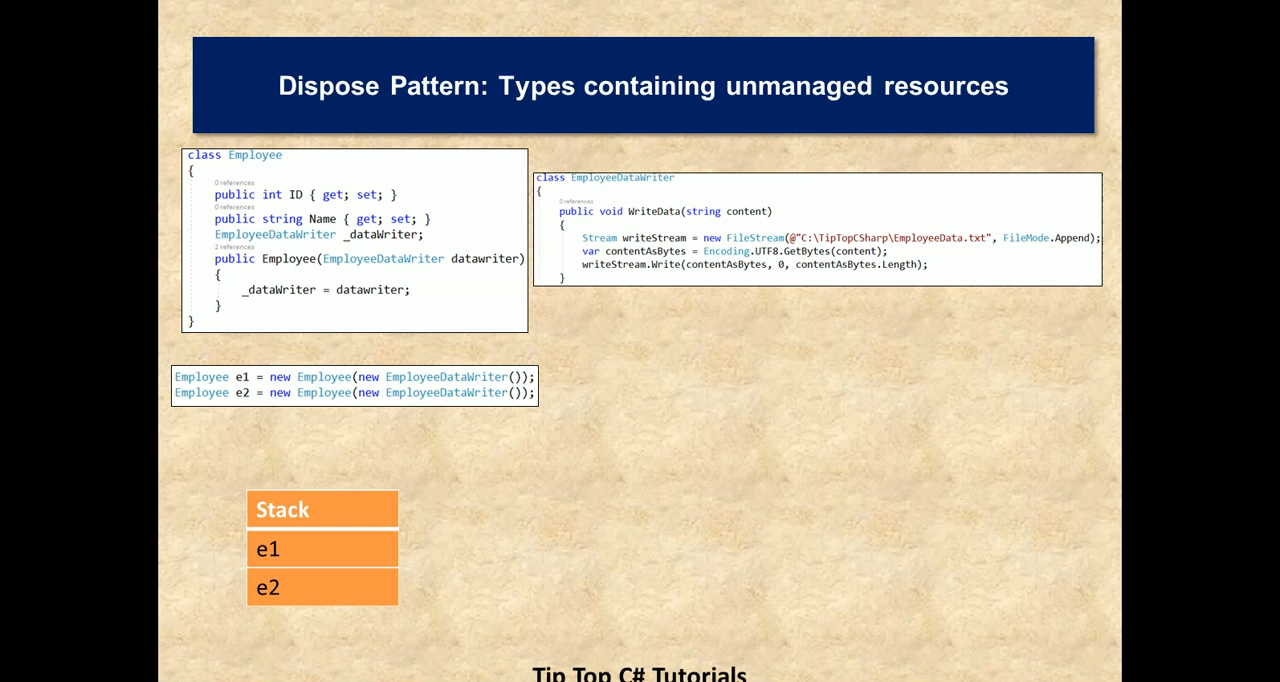 Dispose Pattern: Types containing unmanaged resources
class Employee
{
0 references
public int ID { get; set; }
0 references
public string Name { get; set; }
EmployeeDataWriter _dataWriter;
2 references
public Employee(EmployeeDataWriter datawriter)
{
_dataWriter = datawriter;
}
}
class EmployeeDataWriter
{
0 references
public void WriteData(string content)
{
Stream writeStream = new FileStream(@"C:\TipTopCSharp\EmployeeData.txt", FileMode.Append);
var contentAsBytes = Encoding.UTF8.GetBytes(content);
writeStream.Write(contentAsBytes, 0, contentAsBytes.Length);
}
Employee e1 = new Employee(new EmployeeDataWriter());
Employee e2 = new Employee(new EmployeeDataWriter());
Stack
e1
e2
Tip Top C# Tutorials